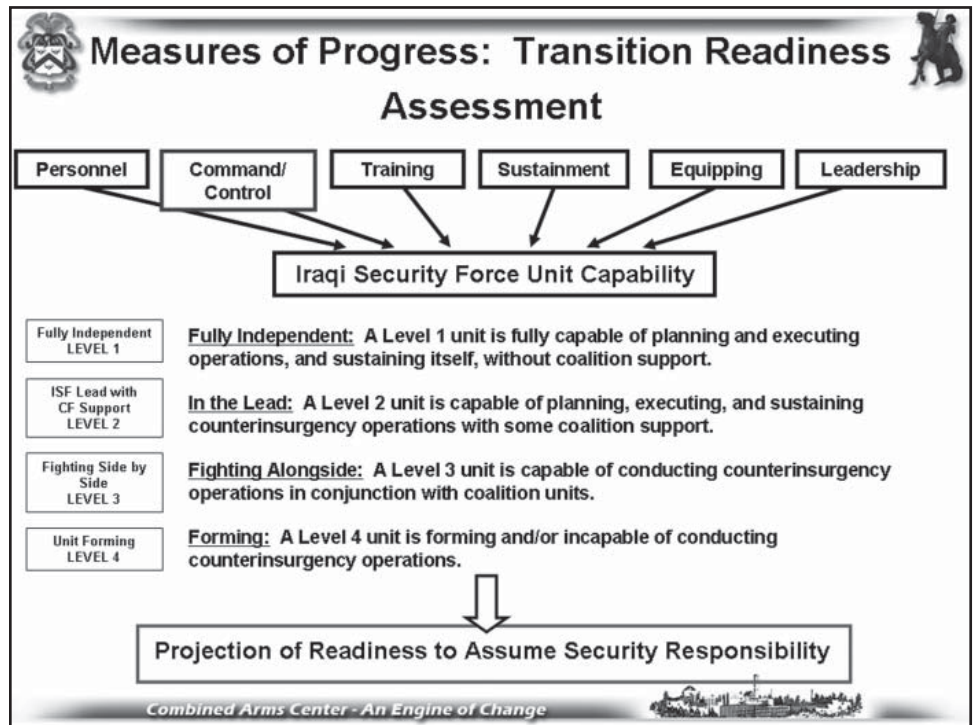 Measures of Progress: Transition Readiness
Assessment
Personnel
Command/
Control
Training
Sustainment
Equipping
Leadership
Iraqi Security Force Unit Capability
Fully Independent
LEVEL 1
Fully Independent: A Level 1 unit is fully capable of planning and executing
operations, and sustaining itself, without coalition support.
ISF Lead with
CF Support
LEVEL 2
In the Lead: A Level 2 unit is capable of planning, executing, and sustaining
counterinsurgency operations with some coalition support.
Fighting Side by
Side
LEVEL 3
Fighting Alongside: A Level 3 unit is capable of conducting counterinsurgency
operations in conjunction with coalition units.
Unit Forming
LEVEL 4
Forming: A Level 4 unit is forming and/or incapable of conducting
counterinsurgency operations.
Projection of Readiness to Assume Security Responsibility
Combined Arms Center - An Engine of Change